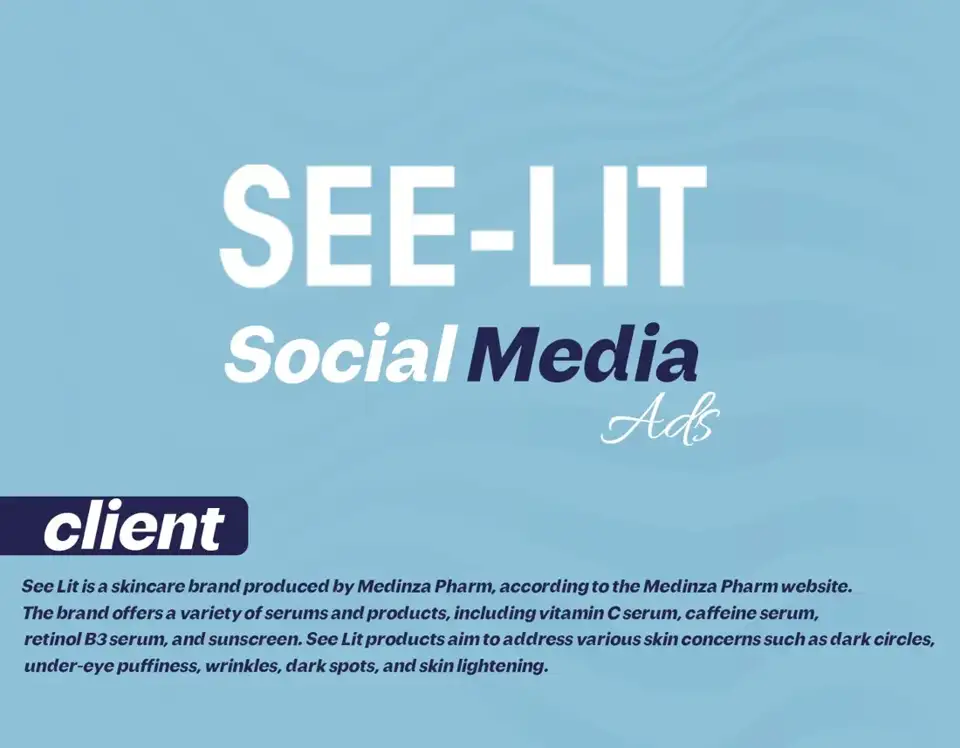 SEE-LIT
Social Media
Ads
client
See Lit is a skincare brand produced by Medinza Pharm, according to the Medinza Pharm website.
The brand offers a variety of serums and products, including vitamin C serum, caffeine serum,
retinol B3 serum, and sunscreen. See Lit products aim to address various skin concerns such as dark circles,
under-eye puffiness, wrinkles, dark spots, and skin lightening.